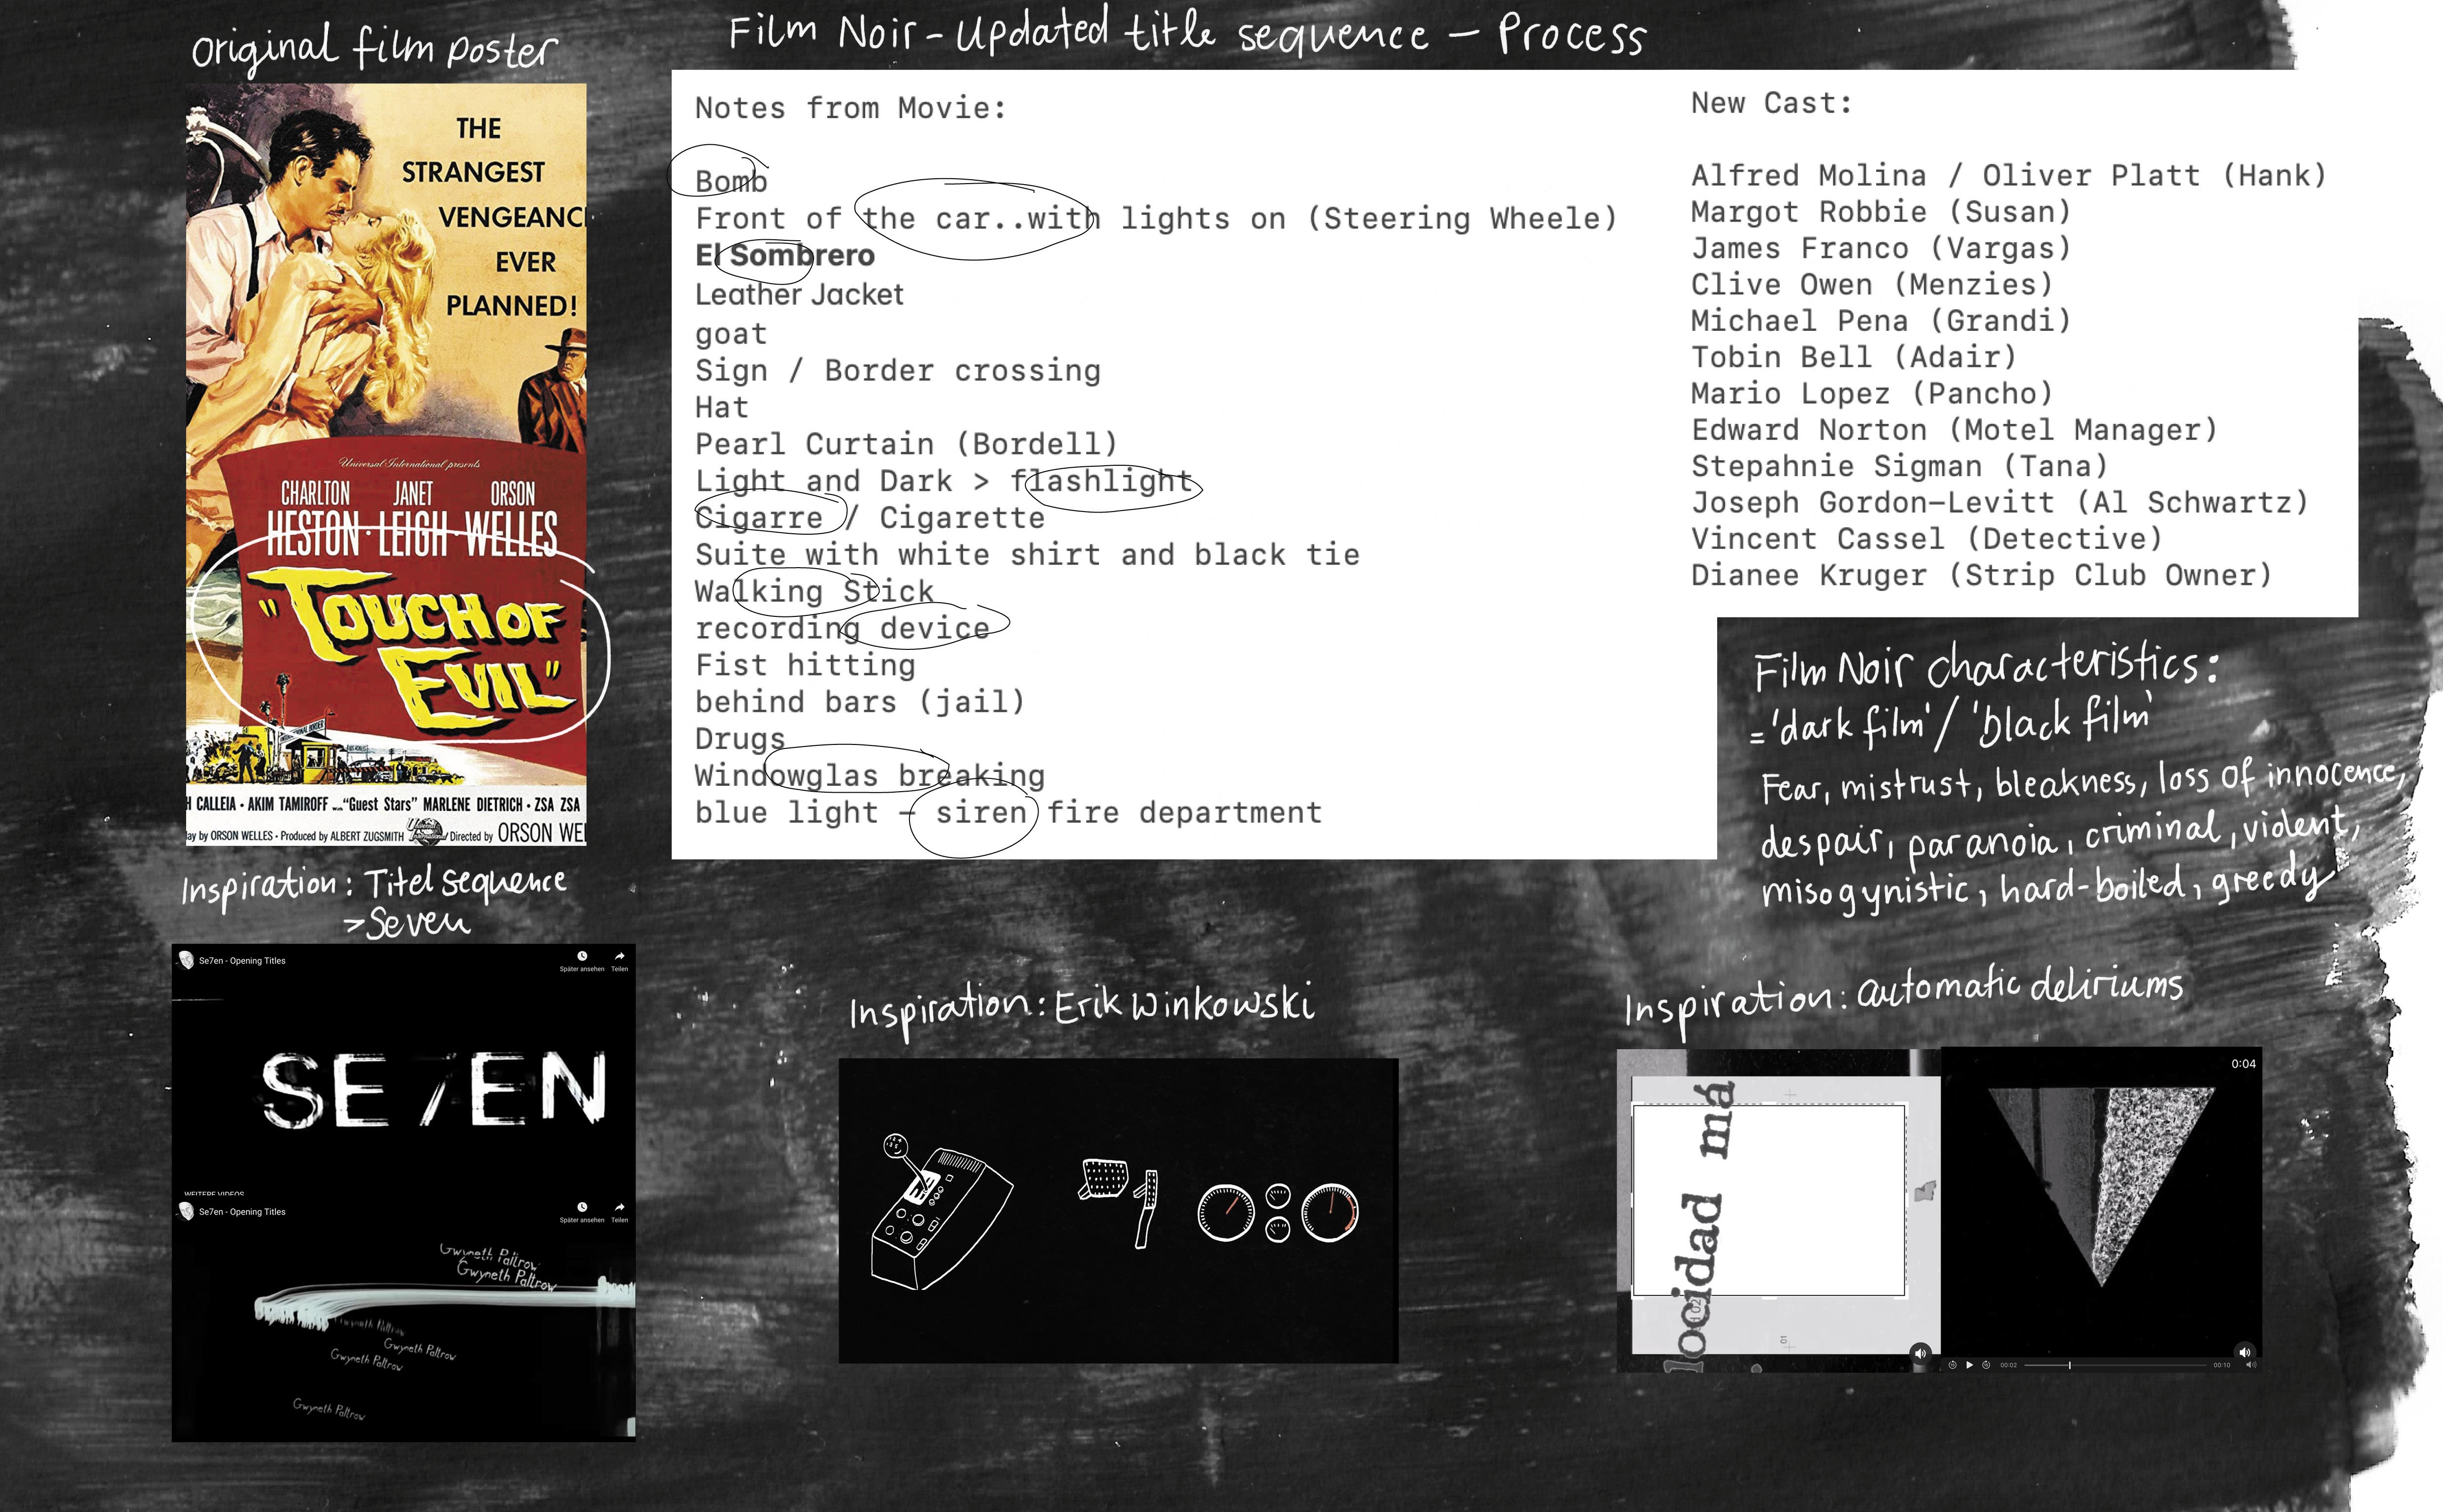 Film Noir - Updated title sequence - Process
Original film poster
THE
STRANGEST
VENGEANC
EVER
PLANNED!
Universal International presents
CHARLTON JANET ORSON
HESTON · LEIGH · WELLES
"TOUCH OF
EVIL"
H CALLEIA · AKIM TAMIROFF ... "Guest Stars" MARLENE DIETRICH · ZSA ZSA
ay by ORSON WELLES · Produced by ALBERT ZUGSMITH Directed by ORSON WE
Notes from Movie:
Bomb
Front of the car..with lights on (Steering Wheele)
El Sombrero
Leather Jacket
goat
Sign / Border crossing
Hat
Pearl Curtain (Bordell)
Light and Dark > flashlight
Cigarre / Cigarette
Suite with white shirt and black tie
Walking Stick
recording device
Fist hitting
behind bars (jail)
Drugs
Windowglas breaking
blue light – siren fire department
New Cast:
Alfred Molina / Oliver Platt (Hank)
Margot Robbie (Susan)
James Franco (Vargas)
Clive Owen (Menzies)
Michael Pena (Grandi)
Tobin Bell (Adair)
Mario Lopez (Pancho)
Edward Norton (Motel Manager)
Stepahnie Sigman (Tana)
Joseph Gordon-Levitt (Al Schwartz)
Vincent Cassel (Detective)
Dianee Kruger (Strip Club Owner)
Film Noir characteristics:
= 'dark film' / 'black film'
Fear, mistrust, bleakness, loss of innocence,
despair, paranoia, criminal, violent,
misogynistic, hard-boiled, greedy
Inspiration: Titel sequence
> Seven
Se7en - Opening Titles
Später ansehen Teilen
SE7EN
WEITERE VIDEOS
Se7en - Opening Titles
Später ansehen Teilen
Gwyneth Paltrow
Gwyneth Paltrow
Gwyneth Paltrow
Gwyneth Paltrow
Gwyneth Paltrow
Gwyneth Paltrow
Inspiration: Erik Winkowski
Inspiration: automatic deliriums
locidad má
0:04
00:02
00:10